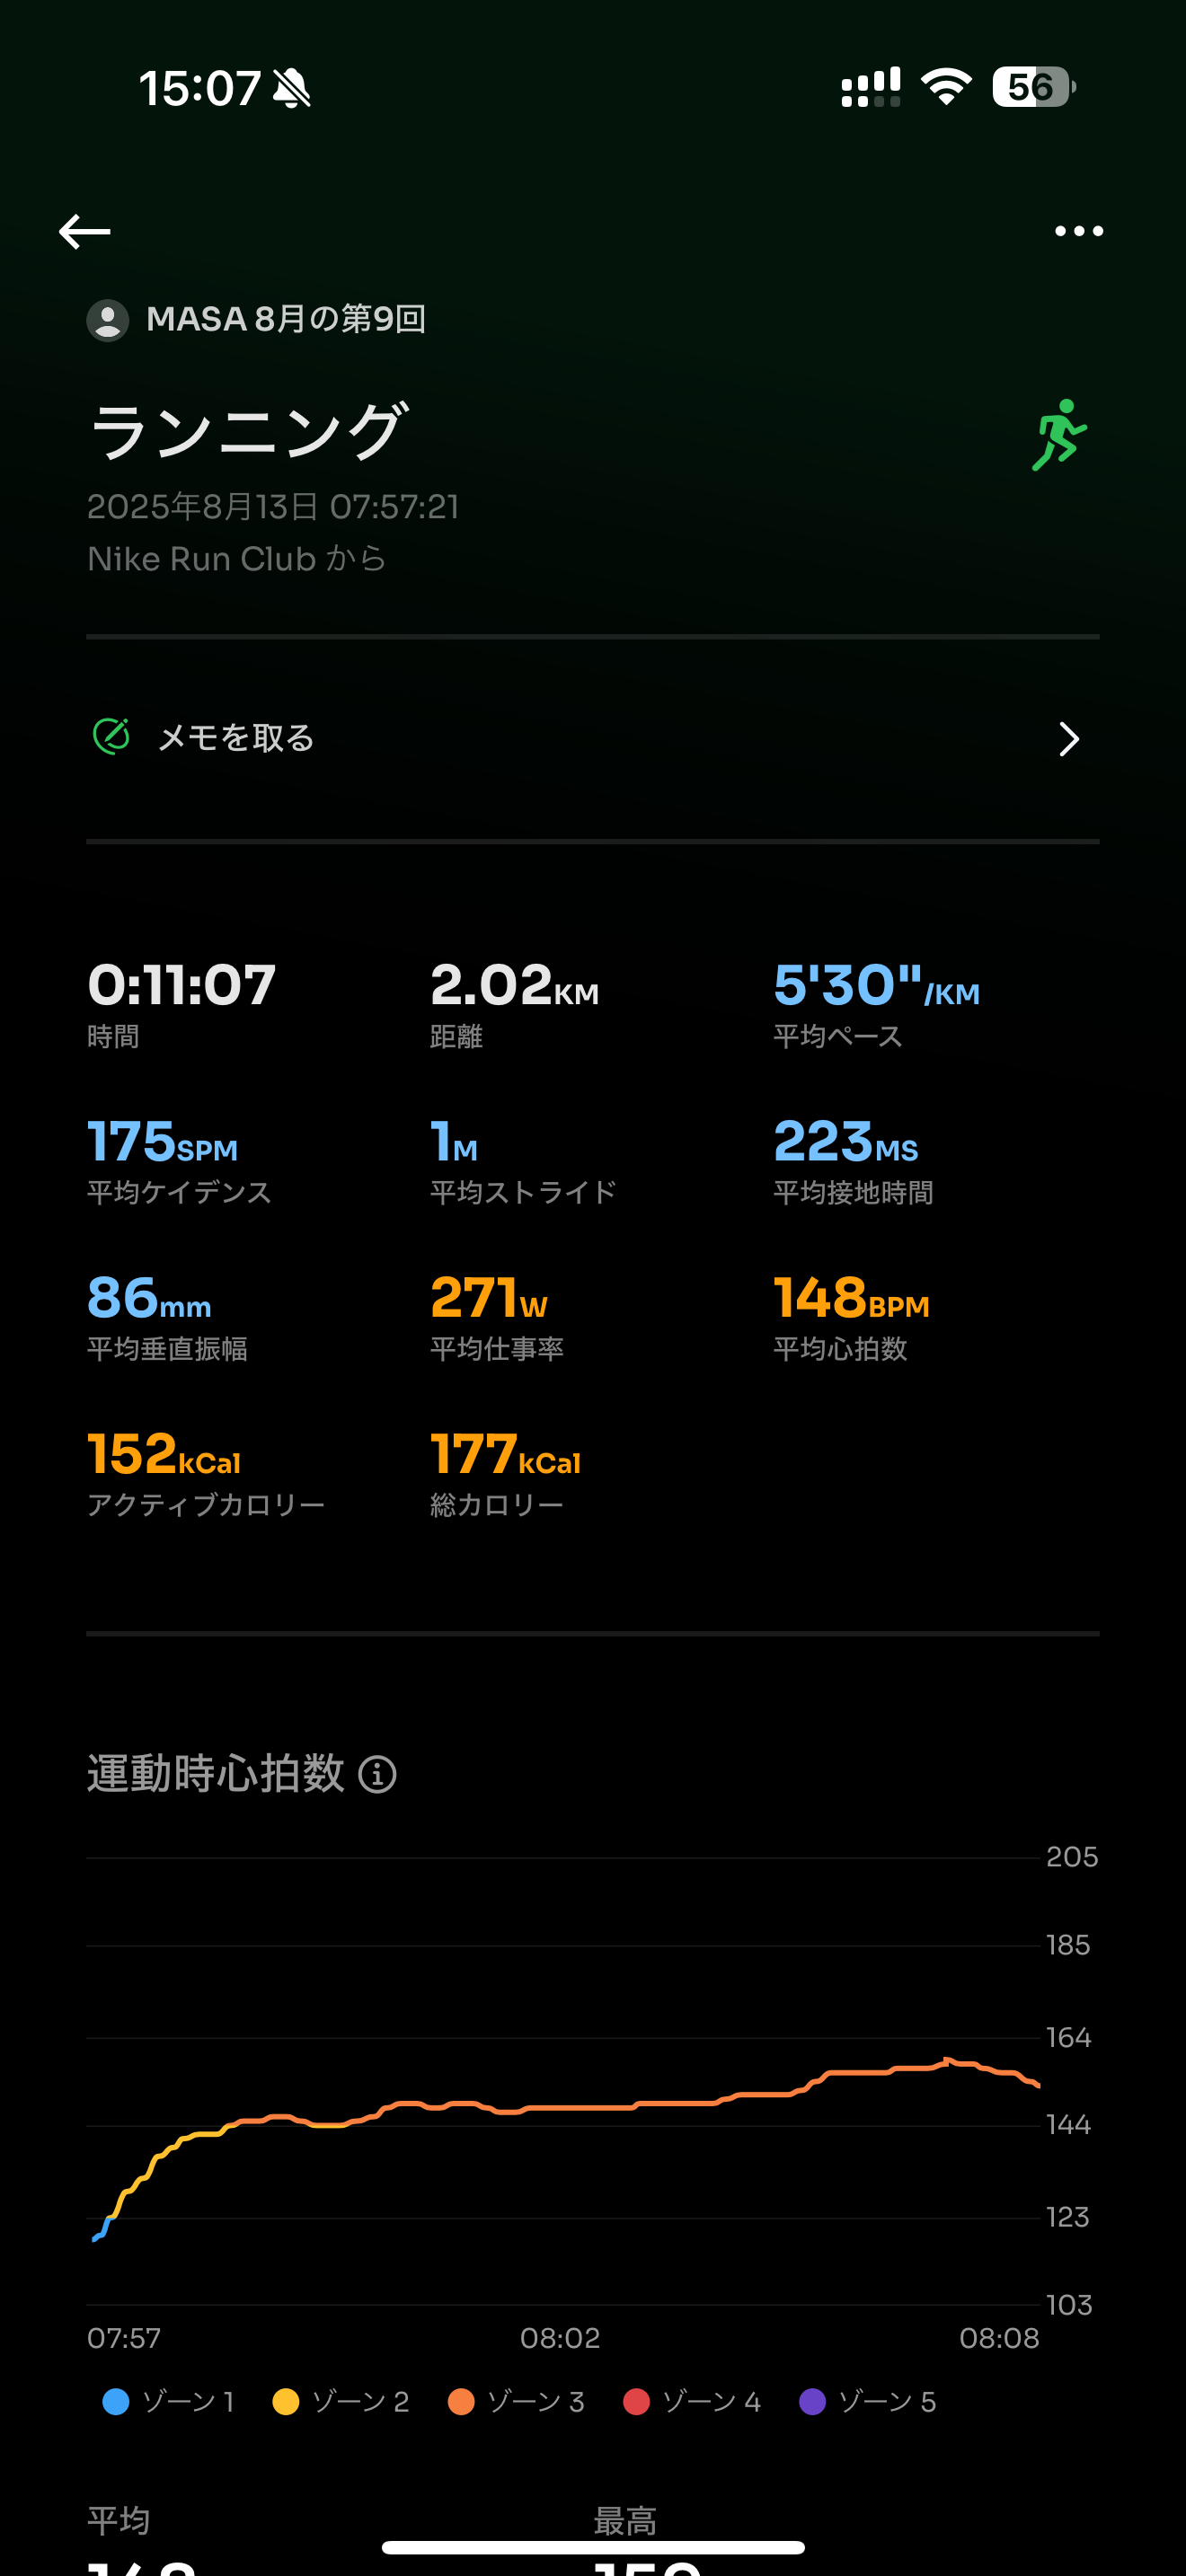 15:07
56
MASA 8月の第9回
ランニング
2025年8月13日 07:57:21
Nike Run Club から
メモを取る
0:11:07 2.02KM 5'30"/KM
時間 距離 平均ペース
175SPM 1M 223MS
平均ケイデンス 平均ストライド 平均接地時間
86mm 271W 148BPM
平均垂直振幅 平均仕事率 平均心拍数
152kCal 177kCal
アクティブカロリー 総カロリー
運動時心拍数
205
185
164
144
123
103
07:57 08:02 08:08
ゾーン 1 ゾーン 2 ゾーン 3 ゾーン 4 ゾーン 5
平均 最高